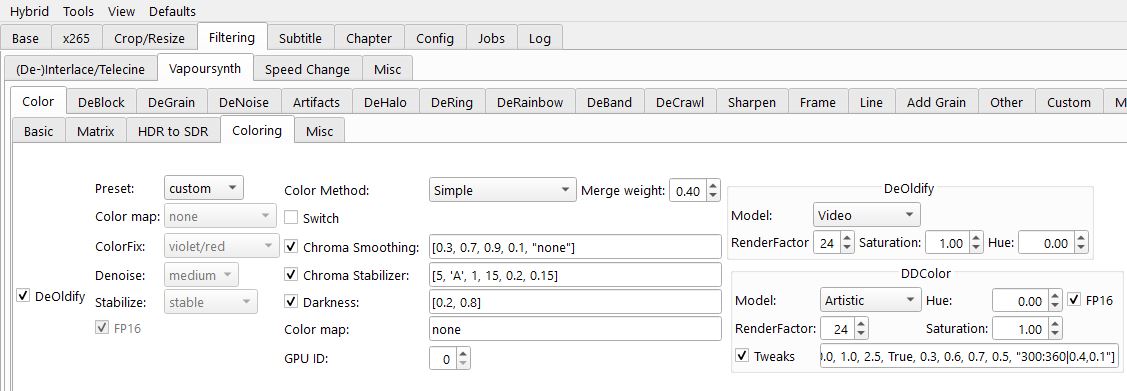 Hybrid Tools View Defaults
Base x265 Crop/Resize Filtering Subtitle Chapter Config Jobs Log
(De-)Interlace/Telecine Vapoursynth Speed Change Misc
Color DeBlock DeGrain DeNoise Artifacts DeHalo DeRing DeRainbow DeBand DeCrawl Sharpen Frame Line Add Grain Other Custom M
Basic Matrix HDR to SDR Coloring Misc
DeOldify
Preset: custom
Color map: none
ColorFix: violet/red
Denoise: medium
Stabilize: stable
FP16
Color Method: Simple Merge weight: 0.40
Switch
Chroma Smoothing: [0.3, 0.7, 0.9, 0.1, "none"]
Chroma Stabilizer: [5, 'A', 1, 15, 0.2, 0.15]
Darkness: [0.2, 0.8]
Color map: none
GPU ID: 0
DeOldify
Model: Video
RenderFactor 24 Saturation: 1.00 Hue: 0.00
DDColor
Model: Artistic Hue: 0.00 FP16
RenderFactor: 24 Saturation: 1.00
Tweaks .0, 1.0, 2.5, True, 0.3, 0.6, 0.7, 0.5, "300:360|0.4,0.1"]